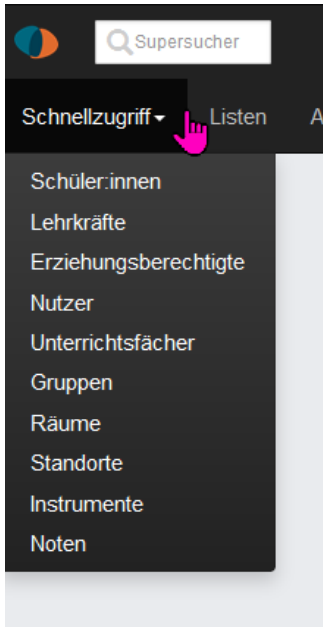 Supersucher
Schnellzugriff Listen A
Schüler:innen
Lehrkräfte
Erziehungsberechtigte
Nutzer
Unterrichtsfächer
Gruppen
Räume
Standorte
Instrumente
Noten